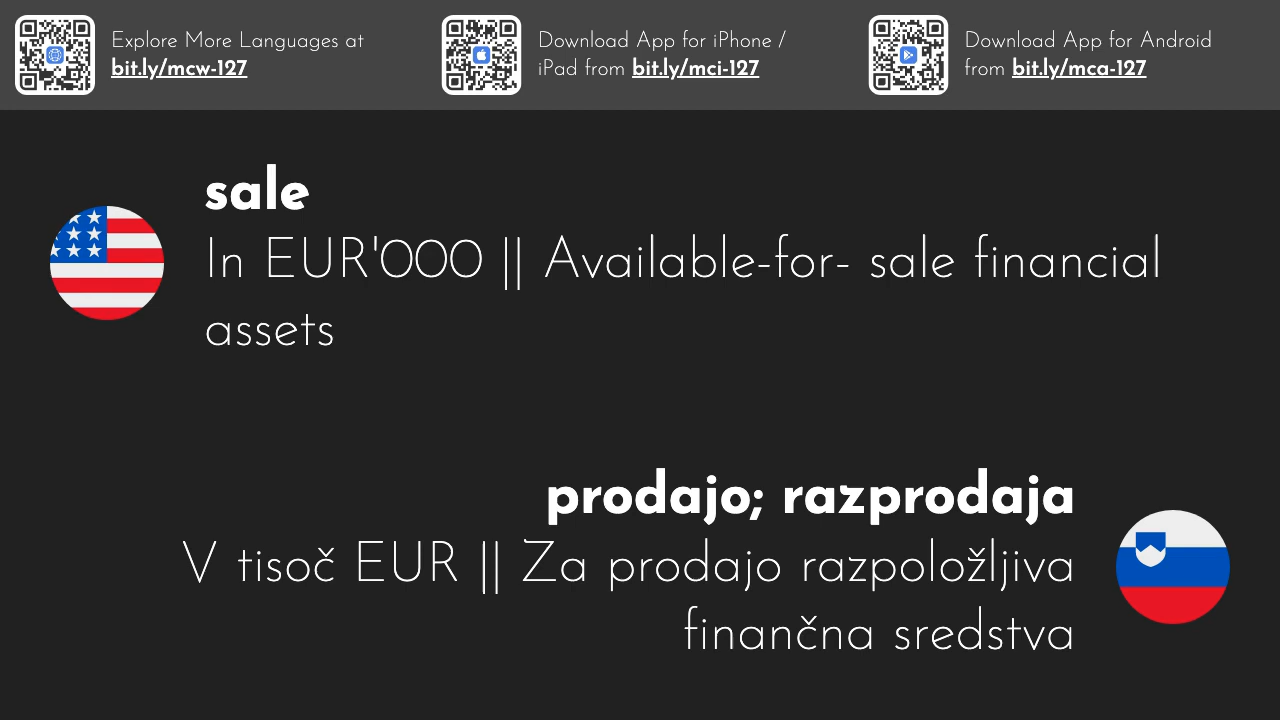 Explore More Languages at
bit.ly/mcw-127
Download App for iPhone /
iPad from bit.ly/mci-127
Download App for Android
from bit.ly/mca-127
sale
In EUR'000 || Available-for- sale financial
assets
prodajo; razprodaja
V tisoč EUR || Za prodajo razpoložljiva
finančna sredstva